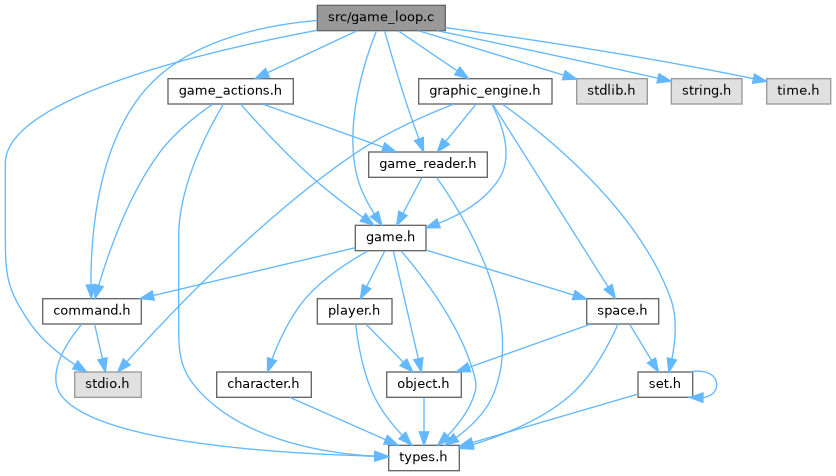 src/game_loop.c
game_actions.h
graphic_engine.h
stdlib.h
string.h
time.h
game_reader.h
game.h
command.h
player.h
space.h
stdio.h
character.h
object.h
set.h
types.h